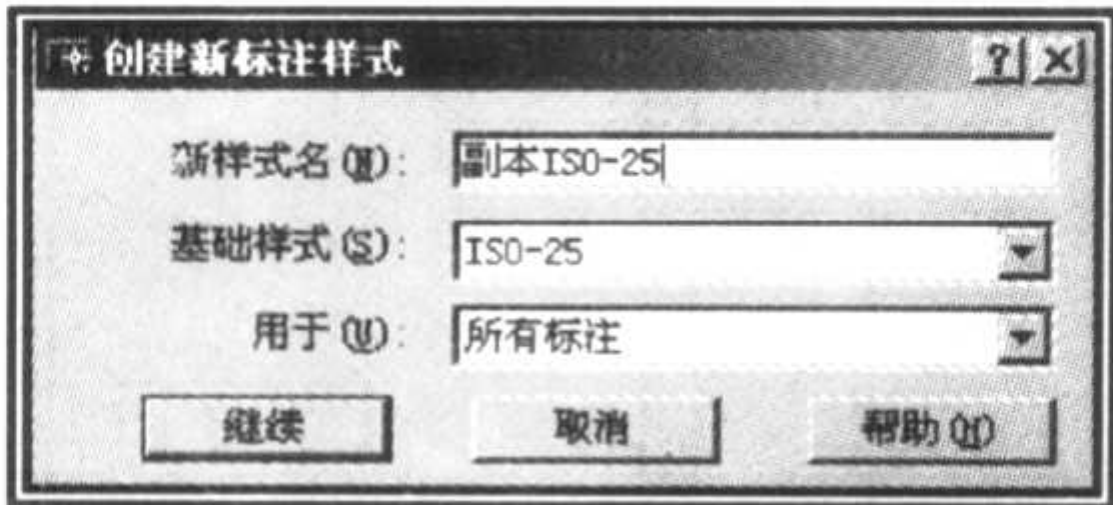 创建新标注样式
新样式名(N): 副本ISO-25
基础样式(S): ISO-25
用于(U): 所有标注
继续 取消 帮助(H)